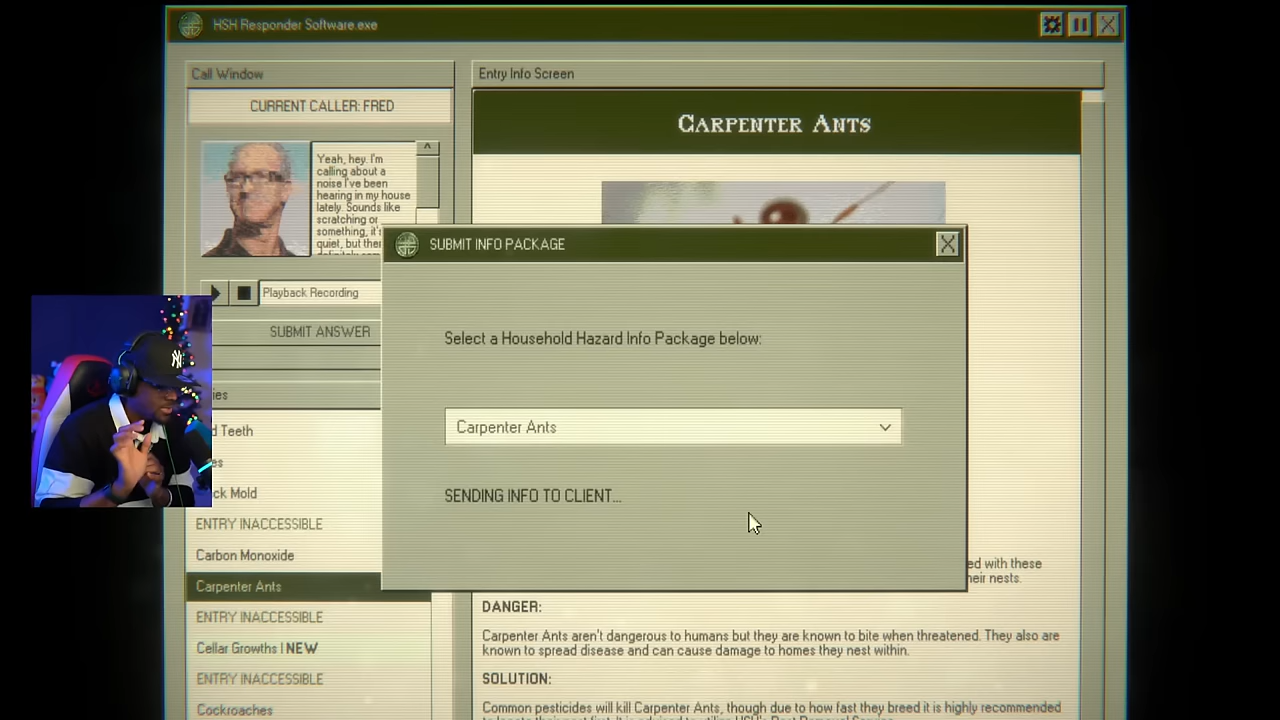 HSH Responder Software.exe
Call Window
CURRENT CALLER: FRED
Yeah, hey. I'm
calling about a
noise I've been
hearing in my house
lately. Sounds like
scratching or
something, it's
quiet, but
Playback Recording
SUBMIT ANSWER
Teeth
Mold
ENTRY INACCESSIBLE
Carbon Monoxide
Carpenter Ants
ENTRY INACCESSIBLE
Cellar Growths | NEW
ENTRY INACCESSIBLE
Cockroaches
Entry Info Screen
CARPENTER ANTS
SUBMIT INFO PACKAGE
Select a Household Hazard Info Package below:
Carpenter Ants
SENDING INFO TO CLIENT...
with these
their nests.
DANGER:
Carpenter Ants aren't dangerous to humans but they are known to bite when threatened. They also are
known to spread disease and can cause damage to homes they nest within.
SOLUTION:
Common pesticides will kill Carpenter Ants, though due to how fast they breed it is highly recommended